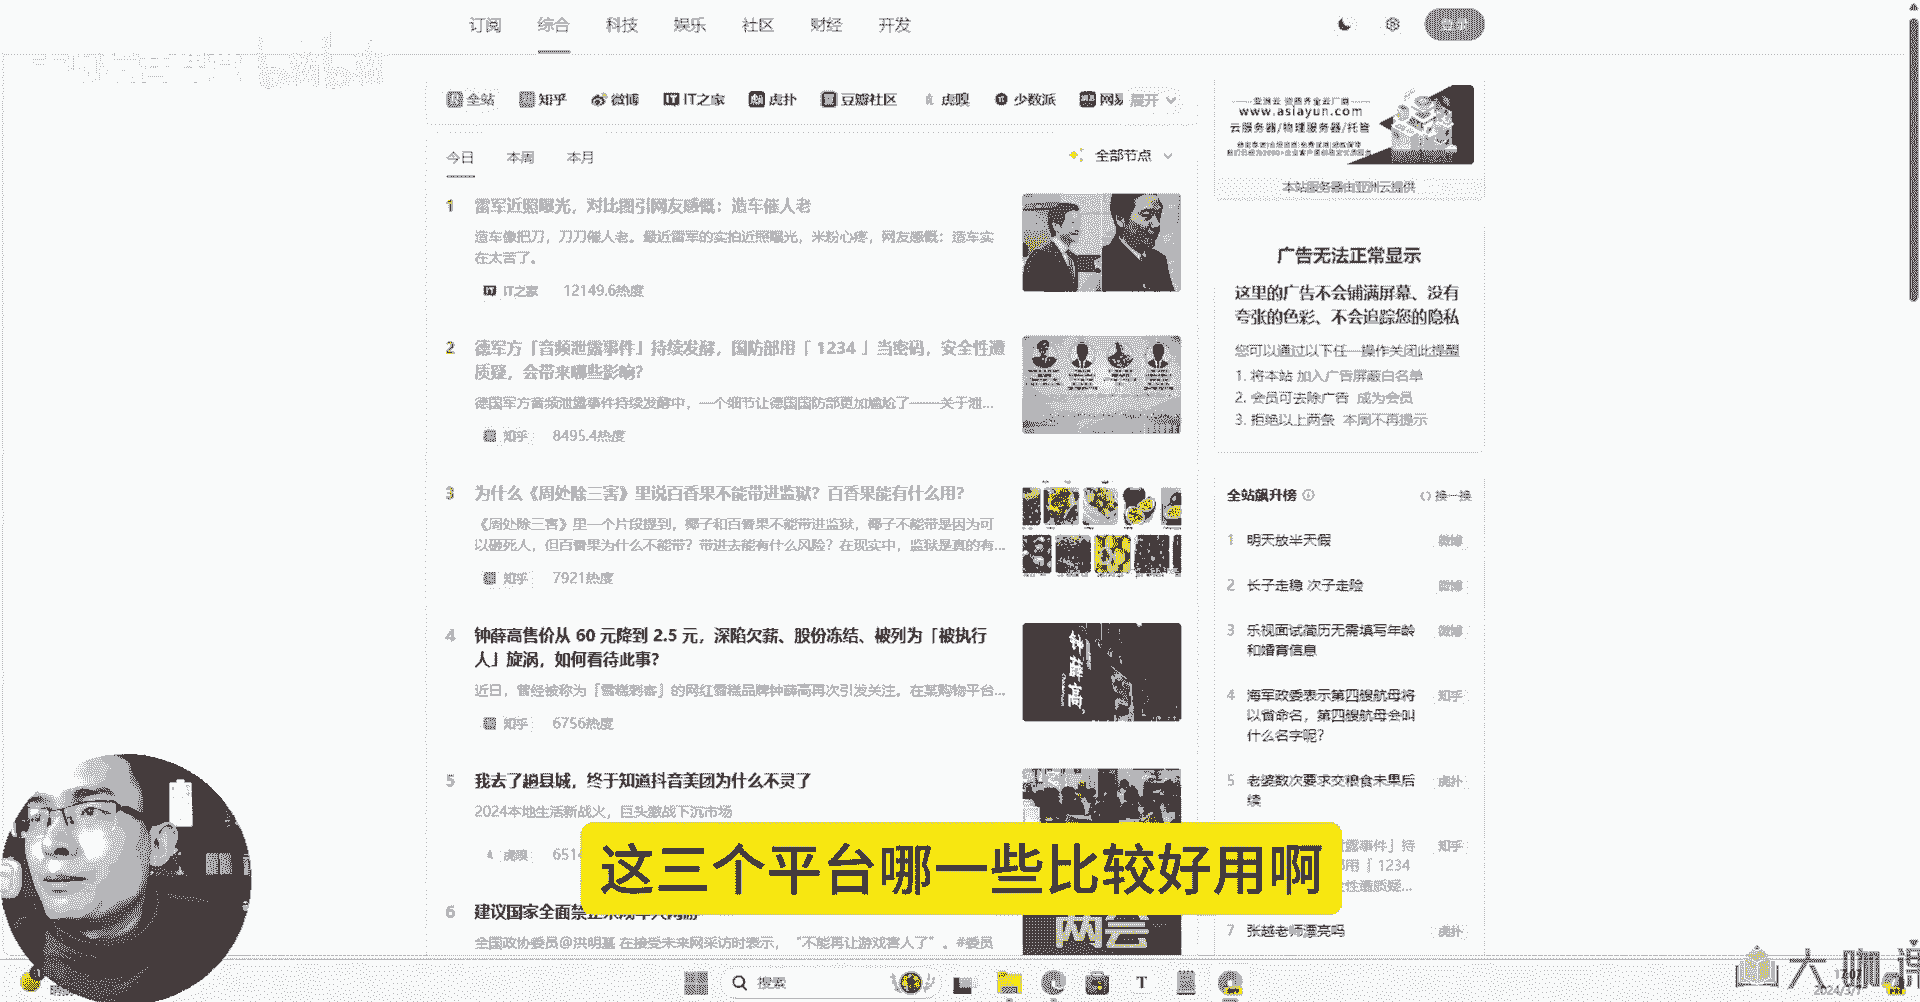 订阅 综合 科技 娱乐 社区 财经 开发
全站 知乎 微博 IT之家 虎扑 豆瓣社区 虎嗅 少数派 网易 展开
今日 本周 本月
全部节点
1 雷军近照曝光，对比图引网友感慨：造车催人老
造车像把刀，刀刀催人老。最近雷军的实拍近照曝光，米粉心疼，网友感慨：造车实
在太苦了。
IT之家 12149.6热度
2 德军方「音频泄露事件」持续发酵，国防部用「 1234 」当密码，安全性遭
质疑，会带来哪些影响？
德国军方音频泄露事件持续发酵中，一个细节让德国国防部更加尴尬了——关于泄...
知乎 8495.4热度
3 为什么《周处除三害》里说百香果不能带进监狱？百香果能有什么用？
《周处除三害》里一个片段提到，椰子和百香果不能带进监狱，椰子不能带是因为可
以砸死人，但百香果为什么不能带？带进去能有什么风险？在现实中，监狱是真的有...
知乎 7921热度
4 钟薛高售价从 60 元降到 2.5 元，深陷欠薪、股份冻结、被列为「被执行
人」旋涡，如何看待此事？
近日，曾经被称为「雪糕刺客」的网红雪糕品牌钟薛高再次引发关注。在某购物平台...
知乎 6756热度
钟薛高
5 我去了趟县城，终于知道抖音美团为什么不灵了
2024本地生活新战火，巨头激战下沉市场
虎嗅 651
6 建议国家全面禁止未成年人网游
全国政协委员@洪明基 在接受未来网采访时表示，“不能再让游戏害人了”。#委员
www.asiayun.com
云服务器/物理服务器/托管
本站服务器由亚洲云提供
广告无法正常显示
这里的广告不会铺满屏幕、没有
夸张的色彩、不会追踪您的隐私
您可以通过以下任一操作关闭此提醒
1. 将本站 加入广告屏蔽白名单
2. 会员可去除广告 成为会员
3. 拒绝以上两条 本周不再提示
全站飙升榜 换一换
1 明天放半天假 微博
2 长子走稳 次子走险 微博
3 乐视面试简历无需填写年龄 微博
和婚育信息
4 海军政委表示第四艘航母将 知乎
以省命名，第四艘航母会叫
什么名字呢？
5 老婆数次要求交粮食未果后 虎扑
续
露事件」持 知乎
用「 1234
全性遭质疑...
7 张越老师漂亮吗 虎扑
这三个平台哪一些比较好用啊
搜索
17:07
大咖课